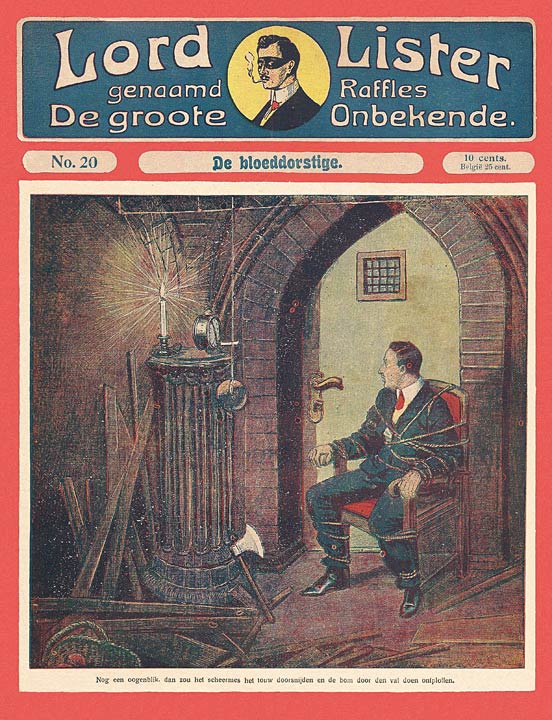 Lord Lister
genaamd Raffles
De groote Onbekende.
No. 20
De bloeddorstige.
10 cents.
België 25 cent.
Nog een oogenblik, dan zou het scheermes het touw doorsnijden en de bom door den val doen ontploffen.